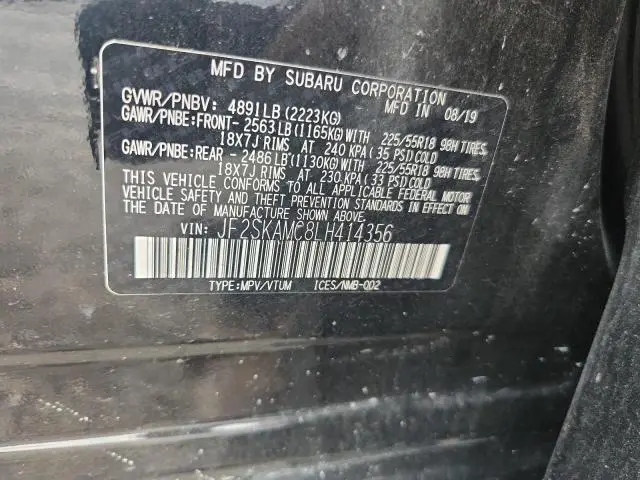 MFD BY SUBARU CORPORATION
MFD IN 08/19
GVWR/PNBV: 4891LB(2223KG)
GAWR/PNBE:FRONT- 2563LB(1165KG)WITH 225/55R18 98H TIRES,
18X7J RIMS AT 240 KPA(35 PSI)COLD
GAWR/PNBE:REAR - 2486LB(1130KG)WITH 225/55R18 98H TIRES,
18X7J RIMS AT 230 KPA(33 PSI)COLD
THIS VEHICLE CONFORMS TO ALL APPLICABLE FEDERAL MOTOR
VEHICLE SAFETY AND THEFT PREVENTION STANDARDS IN EFFECT ON
THE DATE OF MANUFACTURE SHOWN ABOVE.
VIN: JF2SKAMC8LH414356
TYPE:MPV/VTUM ICES/NMB-002